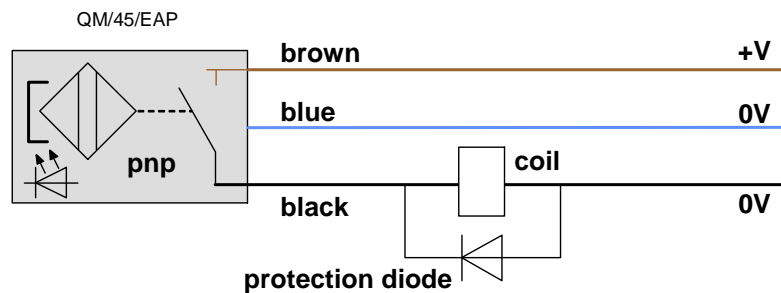 QM/45/EAP
brown +V
blue 0V
pnp coil
black 0V
protection diode